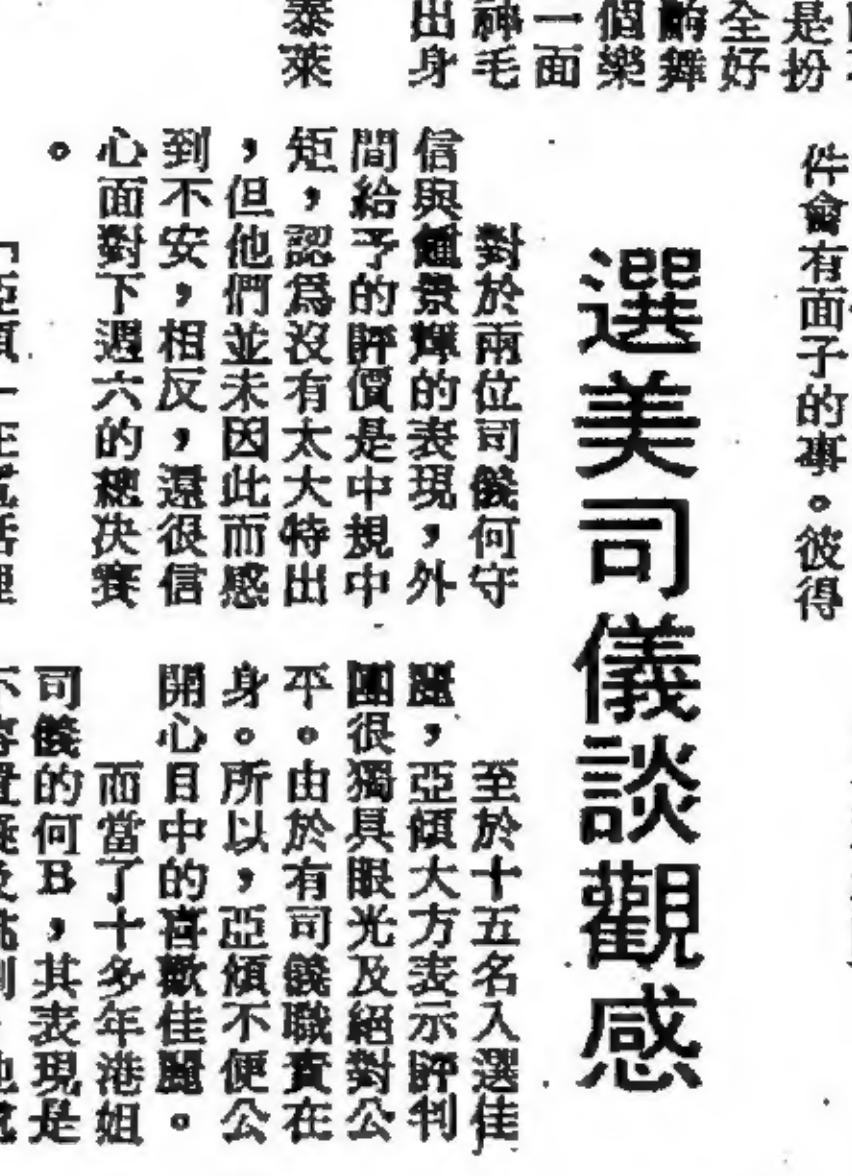 件會有面子的事。彼得
是扮
全好
齡舞
個樂
一面
神毛
出身
泰萊
選美司儀談觀感
對於兩位司儀何守
信與鍾景輝的表現，外
間給予的評價是中規中
矩，認爲沒有太大特出
，但他們並未因此而感
到不安，相反，還很信
心面對下週六的總決賽
。
至於十五名入選佳
麗，亞傾大方表示評判
團很獨具眼光及絕對公
平。由於有司儀職責在
身。所以，亞傾不便公
開心目中的喜歡佳麗。
而當了十多年港姐
司儀的何B，其表現是